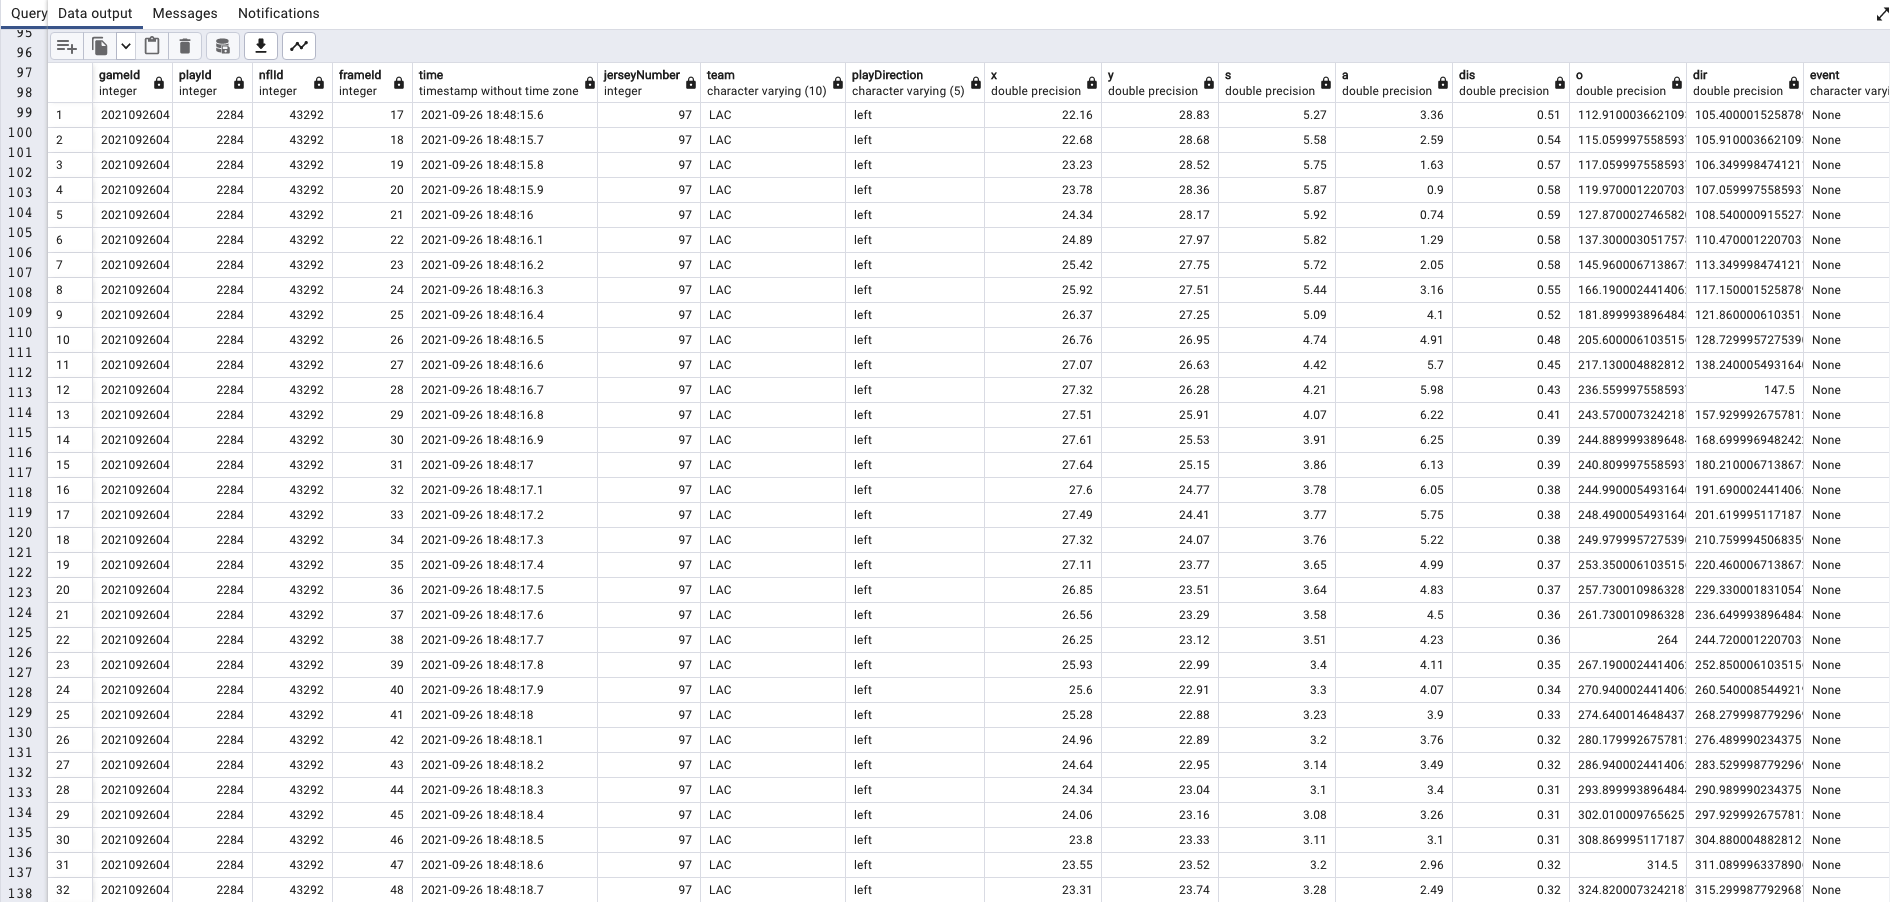 Query Data output Messages Notifications
95
96
97
98
99
100
101
102
103
104
105
106
107
108
109
110
111
112
113
114
115
116
117
118
119
120
121
122
123
124
125
126
127
128
129
130
131
132
133
134
135
136
137
138
gameId playId nflId frameId time jerseyNumber team playDirection x y s a dis o dir event
integer integer integer integer timestamp without time zone integer character varying (10) character varying (5) double precision double precision double precision double precision double precision double precision double precision character varyi
1 2021092604 2284 43292 17 2021-09-26 18:48:15.6 97 LAC left 22.16 28.83 5.27 3.36 0.51 112.910003662109 105.400001525878 None
2 2021092604 2284 43292 18 2021-09-26 18:48:15.7 97 LAC left 22.68 28.68 5.58 2.59 0.54 115.0599975585937 105.910003662109 None
3 2021092604 2284 43292 19 2021-09-26 18:48:15.8 97 LAC left 23.23 28.52 5.75 1.63 0.57 117.0599975585937 106.349998474121 None
4 2021092604 2284 43292 20 2021-09-26 18:48:15.9 97 LAC left 23.78 28.36 5.87 0.9 0.58 119.970001220703 107.0599975585937 None
5 2021092604 2284 43292 21 2021-09-26 18:48:16 97 LAC left 24.34 28.17 5.92 0.74 0.59 127.8700027465820 108.540000915527 None
6 2021092604 2284 43292 22 2021-09-26 18:48:16.1 97 LAC left 24.89 27.97 5.82 1.29 0.58 137.300003051757 110.470001220703 None
7 2021092604 2284 43292 23 2021-09-26 18:48:16.2 97 LAC left 25.42 27.75 5.72 2.05 0.58 145.960006713867 113.349998474121 None
8 2021092604 2284 43292 24 2021-09-26 18:48:16.3 97 LAC left 25.92 27.51 5.44 3.16 0.55 166.190002441406 117.150001525878 None
9 2021092604 2284 43292 25 2021-09-26 18:48:16.4 97 LAC left 26.37 27.25 5.09 4.1 0.52 181.899993896484 121.860000610351 None
10 2021092604 2284 43292 26 2021-09-26 18:48:16.5 97 LAC left 26.76 26.95 4.74 4.91 0.48 205.600006103515 128.729995727539 None
11 2021092604 2284 43292 27 2021-09-26 18:48:16.6 97 LAC left 27.07 26.63 4.42 5.7 0.45 217.130004882812 138.240005493164 None
12 2021092604 2284 43292 28 2021-09-26 18:48:16.7 97 LAC left 27.32 26.28 4.21 5.98 0.43 236.5599975585937 147.5 None
13 2021092604 2284 43292 29 2021-09-26 18:48:16.8 97 LAC left 27.51 25.91 4.07 6.22 0.41 243.570007324218 157.929992675781 None
14 2021092604 2284 43292 30 2021-09-26 18:48:16.9 97 LAC left 27.61 25.53 3.91 6.25 0.39 244.889999389648 168.699996948242 None
15 2021092604 2284 43292 31 2021-09-26 18:48:17 97 LAC left 27.64 25.15 3.86 6.13 0.39 240.8099975585937 180.210006713867 None
16 2021092604 2284 43292 32 2021-09-26 18:48:17.1 97 LAC left 27.6 24.77 3.78 6.05 0.38 244.990005493164 191.690002441406 None
17 2021092604 2284 43292 33 2021-09-26 18:48:17.2 97 LAC left 27.49 24.41 3.77 5.75 0.38 248.490005493164 201.619995117187 None
18 2021092604 2284 43292 34 2021-09-26 18:48:17.3 97 LAC left 27.32 24.07 3.76 5.22 0.38 249.979995727539 210.759994506835 None
19 2021092604 2284 43292 35 2021-09-26 18:48:17.4 97 LAC left 27.11 23.77 3.65 4.99 0.37 253.350006103515 220.460006713867 None
20 2021092604 2284 43292 36 2021-09-26 18:48:17.5 97 LAC left 26.85 23.51 3.64 4.83 0.37 257.730010986328 229.330001831054 None
21 2021092604 2284 43292 37 2021-09-26 18:48:17.6 97 LAC left 26.56 23.29 3.58 4.5 0.36 261.730010986328 236.649993896484 None
22 2021092604 2284 43292 38 2021-09-26 18:48:17.7 97 LAC left 26.25 23.12 3.51 4.23 0.36 264 244.720001220703 None
23 2021092604 2284 43292 39 2021-09-26 18:48:17.8 97 LAC left 25.93 22.99 3.4 4.11 0.35 267.190002441406 252.850006103515 None
24 2021092604 2284 43292 40 2021-09-26 18:48:17.9 97 LAC left 25.6 22.91 3.3 4.07 0.34 270.940002441406 260.540008544921 None
25 2021092604 2284 43292 41 2021-09-26 18:48:18 97 LAC left 25.28 22.88 3.23 3.9 0.33 274.640014648437 268.279998779296 None
26 2021092604 2284 43292 42 2021-09-26 18:48:18.1 97 LAC left 24.96 22.89 3.2 3.76 0.32 280.179992675781 276.489990234375 None
27 2021092604 2284 43292 43 2021-09-26 18:48:18.2 97 LAC left 24.64 22.95 3.14 3.49 0.32 286.940002441406 283.529998779296 None
28 2021092604 2284 43292 44 2021-09-26 18:48:18.3 97 LAC left 24.34 23.04 3.1 3.4 0.31 293.899993896484 290.989990234375 None
29 2021092604 2284 43292 45 2021-09-26 18:48:18.4 97 LAC left 24.06 23.16 3.08 3.26 0.31 302.010009765625 297.929992675781 None
30 2021092604 2284 43292 46 2021-09-26 18:48:18.5 97 LAC left 23.8 23.33 3.11 3.1 0.31 308.869995117187 304.880004882812 None
31 2021092604 2284 43292 47 2021-09-26 18:48:18.6 97 LAC left 23.55 23.52 3.2 2.96 0.32 314.5 311.089996337890 None
32 2021092604 2284 43292 48 2021-09-26 18:48:18.7 97 LAC left 23.31 23.74 3.28 2.49 0.32 324.820007324218 315.299987792968 None